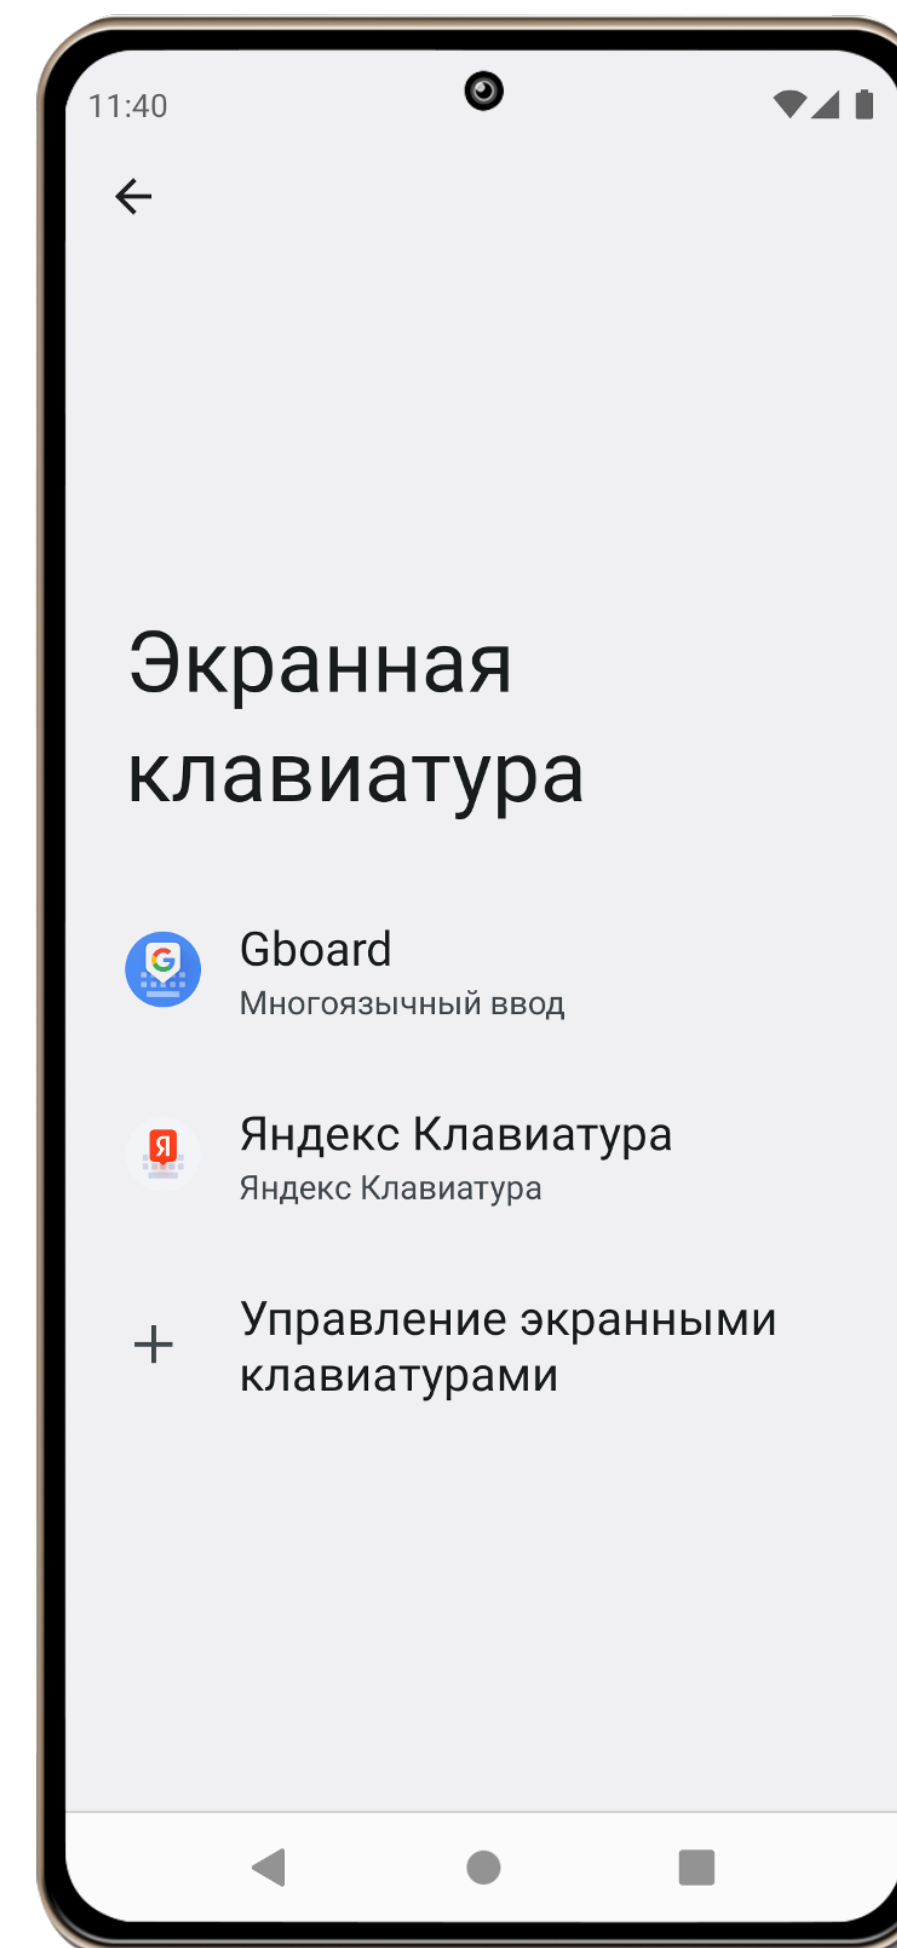 11:40
Экранная
клавиатура
G
Gboard
Многоязычный ввод
Я
Яндекс Клавиатура
Яндекс Клавиатура
Управление экранными
клавиатурами